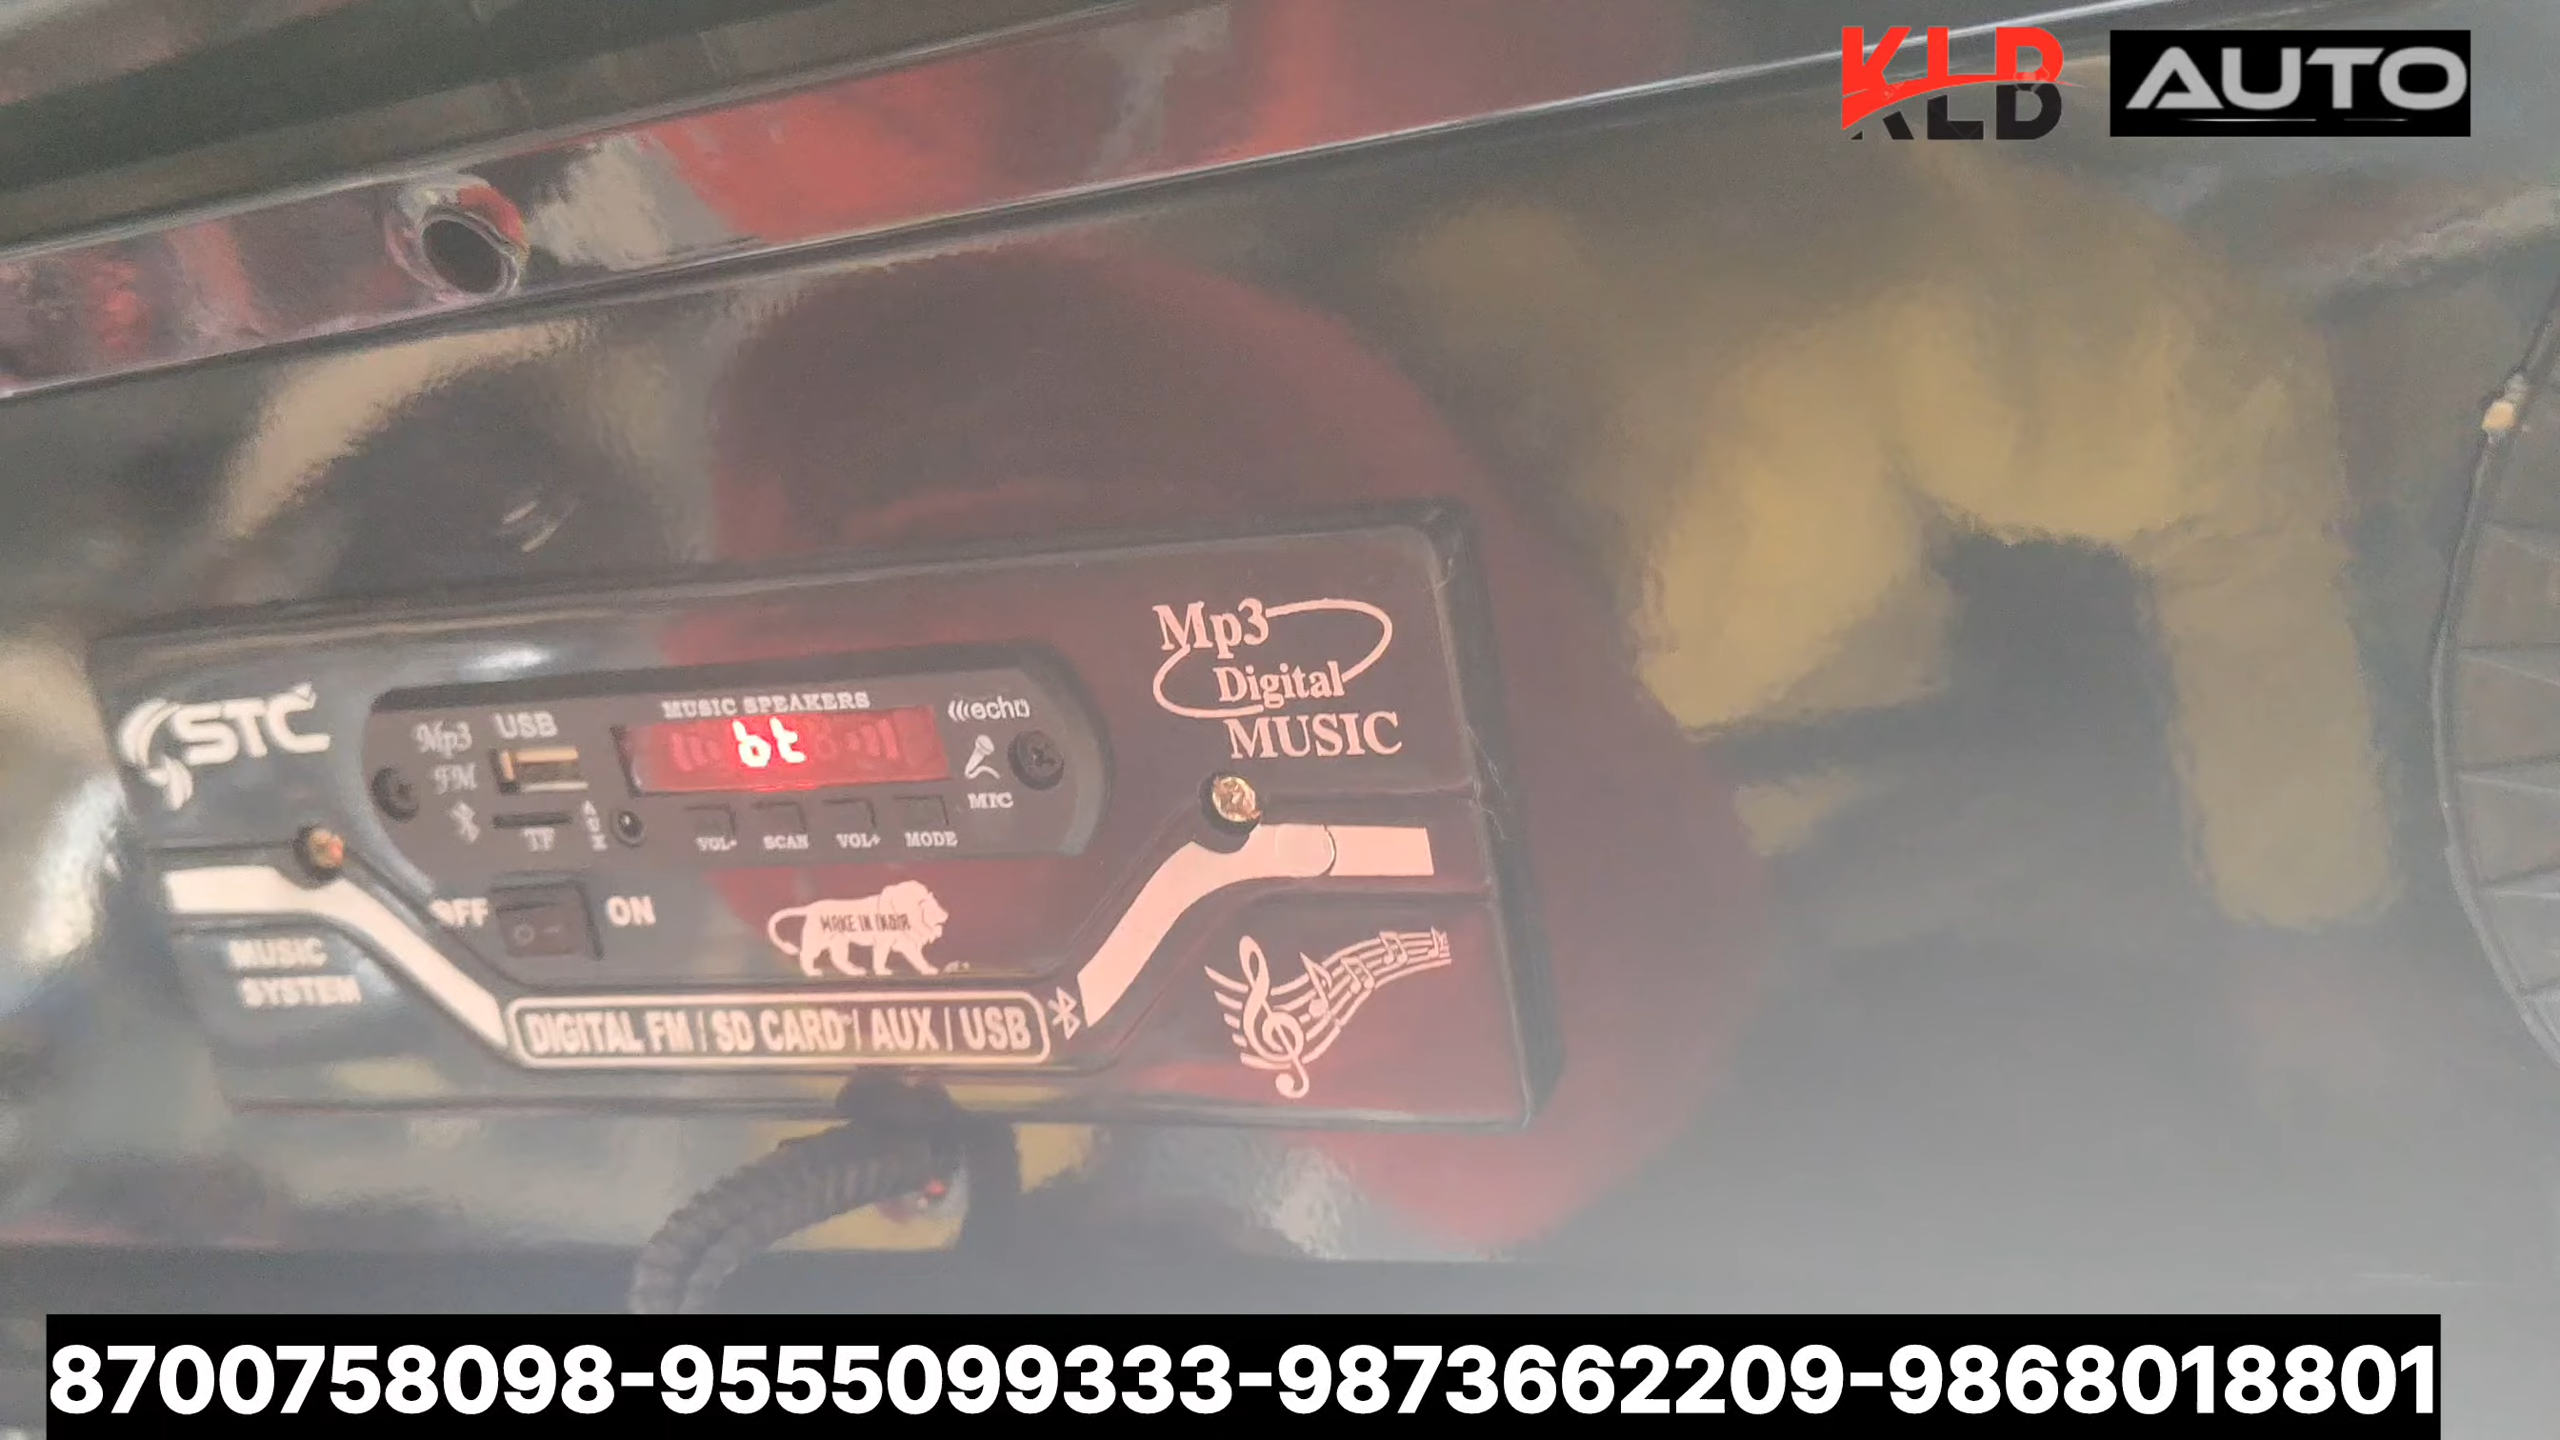 KLD AUTO
STC
Mp3
USB
MUSIC SPEAKERS
echo
FM
bt
MIC
TF
AUX
VOL-
SCAN
VOL+
MODE
Mp3
Digital
MUSIC
OFF
ON
MAKE IN INDIA
MUSIC
SYSTEM
DIGITAL FM | SD CARD | AUX | USB
8700758098-9555099333-9873662209-9868018801